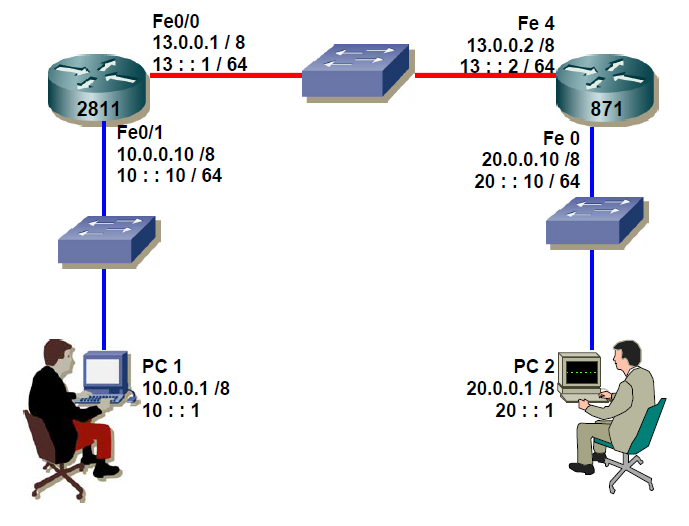 Fe0/0
13.0.0.1 / 8
13 : : 1 / 64
Fe 4
13.0.0.2 /8
13 : : 2 / 64
2811
871
Fe0/1
10.0.0.10 /8
10 : : 10 / 64
Fe 0
20.0.0.10 /8
20 : : 10 / 64
PC 1
10.0.0.1 /8
10 : : 1
PC 2
20.0.0.1 /8
20 : : 1